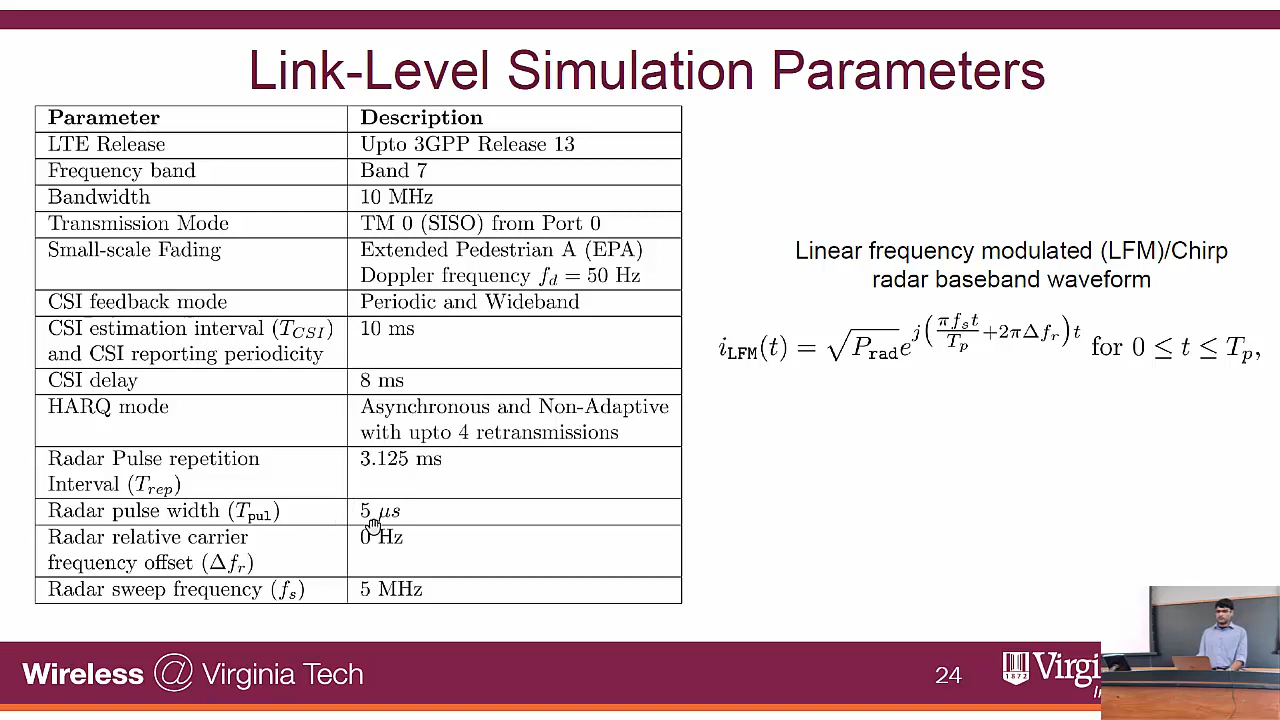 Link-Level Simulation Parameters
Parameter Description
LTE Release Upto 3GPP Release 13
Frequency band Band 7
Bandwidth 10 MHz
Transmission Mode TM 0 (SISO) from Port 0
Small-scale Fading Extended Pedestrian A (EPA)
Doppler frequency f_d = 50 Hz
CSI feedback mode Periodic and Wideband
CSI estimation interval (T_CSI) 10 ms
and CSI reporting periodicity
CSI delay 8 ms
HARQ mode Asynchronous and Non-Adaptive
with upto 4 retransmissions
Radar Pulse repetition 3.125 ms
Interval (T_rep)
Radar pulse width (T_pul) 5 μs
Radar relative carrier 0 Hz
frequency offset (Δf_r)
Radar sweep frequency (f_s) 5 MHz
Linear frequency modulated (LFM)/Chirp
radar baseband waveform
i_LFM(t) = √P_rad e^{j(πf_s t/T_p + 2πΔf_r)t} for 0 ≤ t ≤ T_p,
Wireless @ Virginia Tech
24
1872